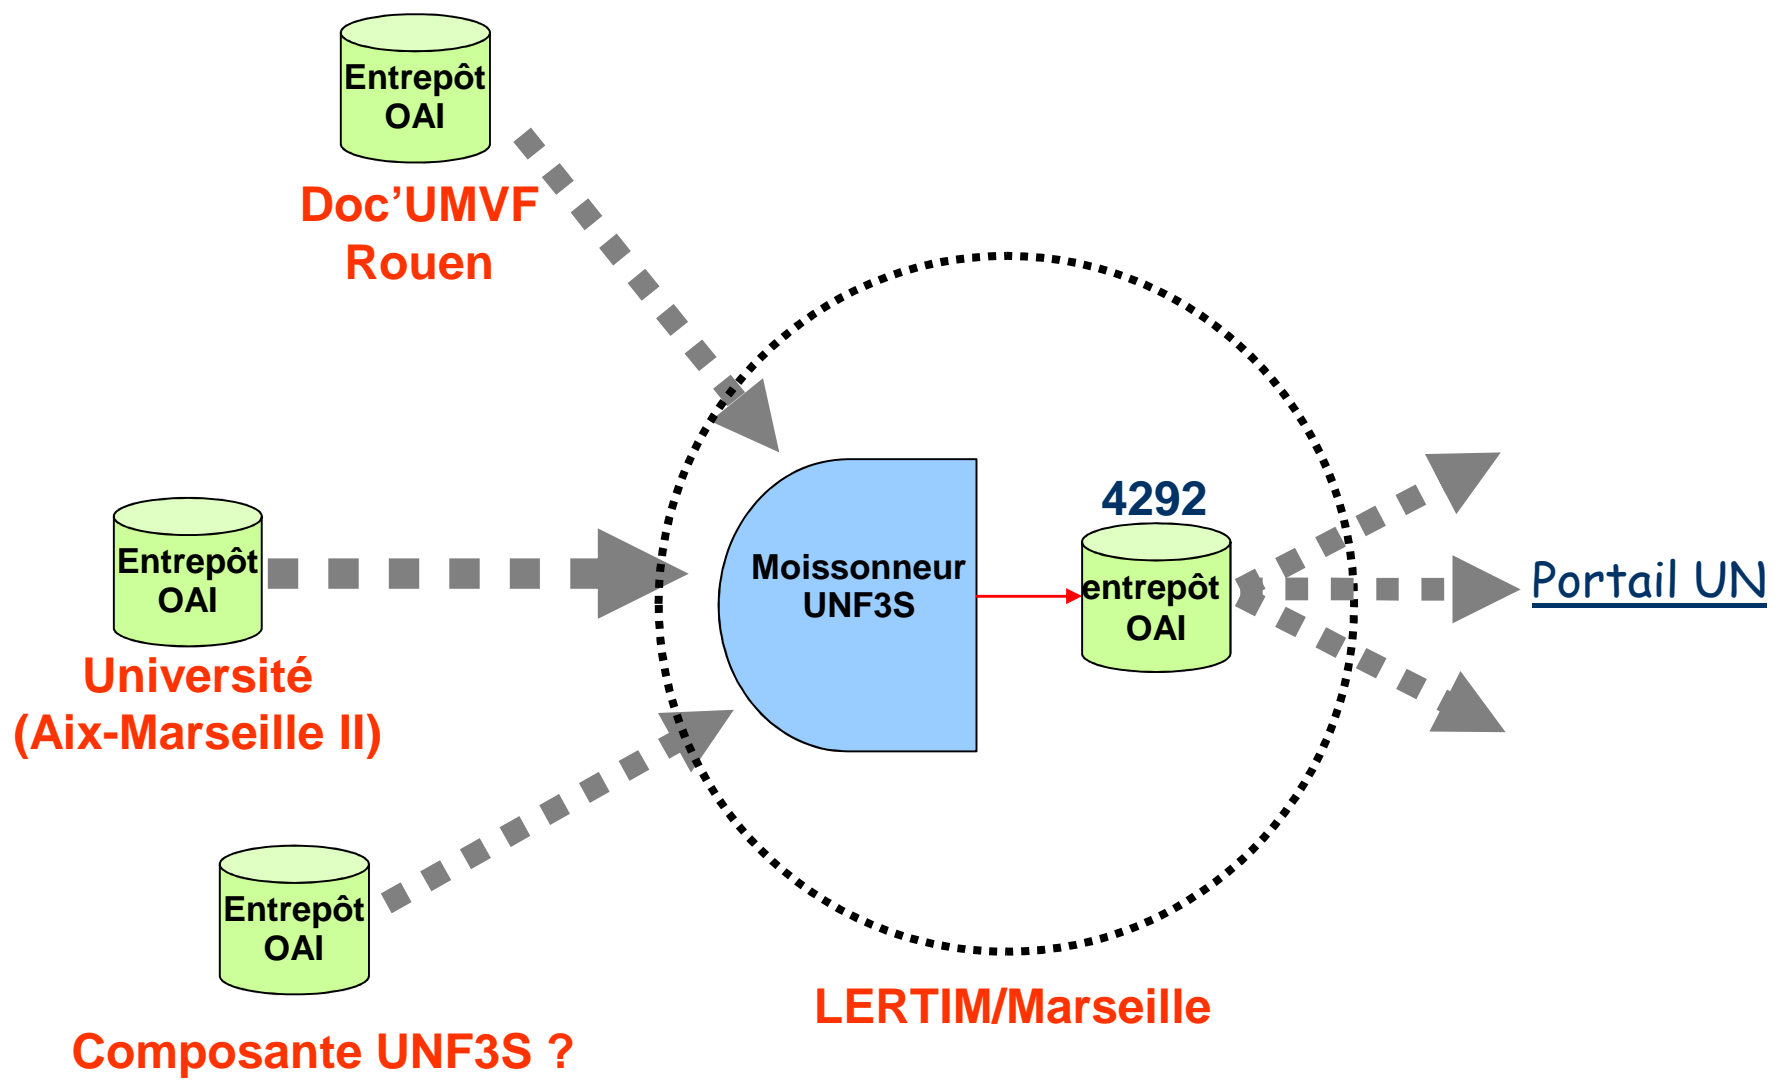 Entrepôt
OAI
Doc’UMVF
Rouen
Entrepôt
OAI
Université
(Aix-Marseille II)
Entrepôt
OAI
Composante UNF3S ?
Moissonneur
UNF3S
4292
entrepôt
OAI
LERTIM/Marseille
Portail UN